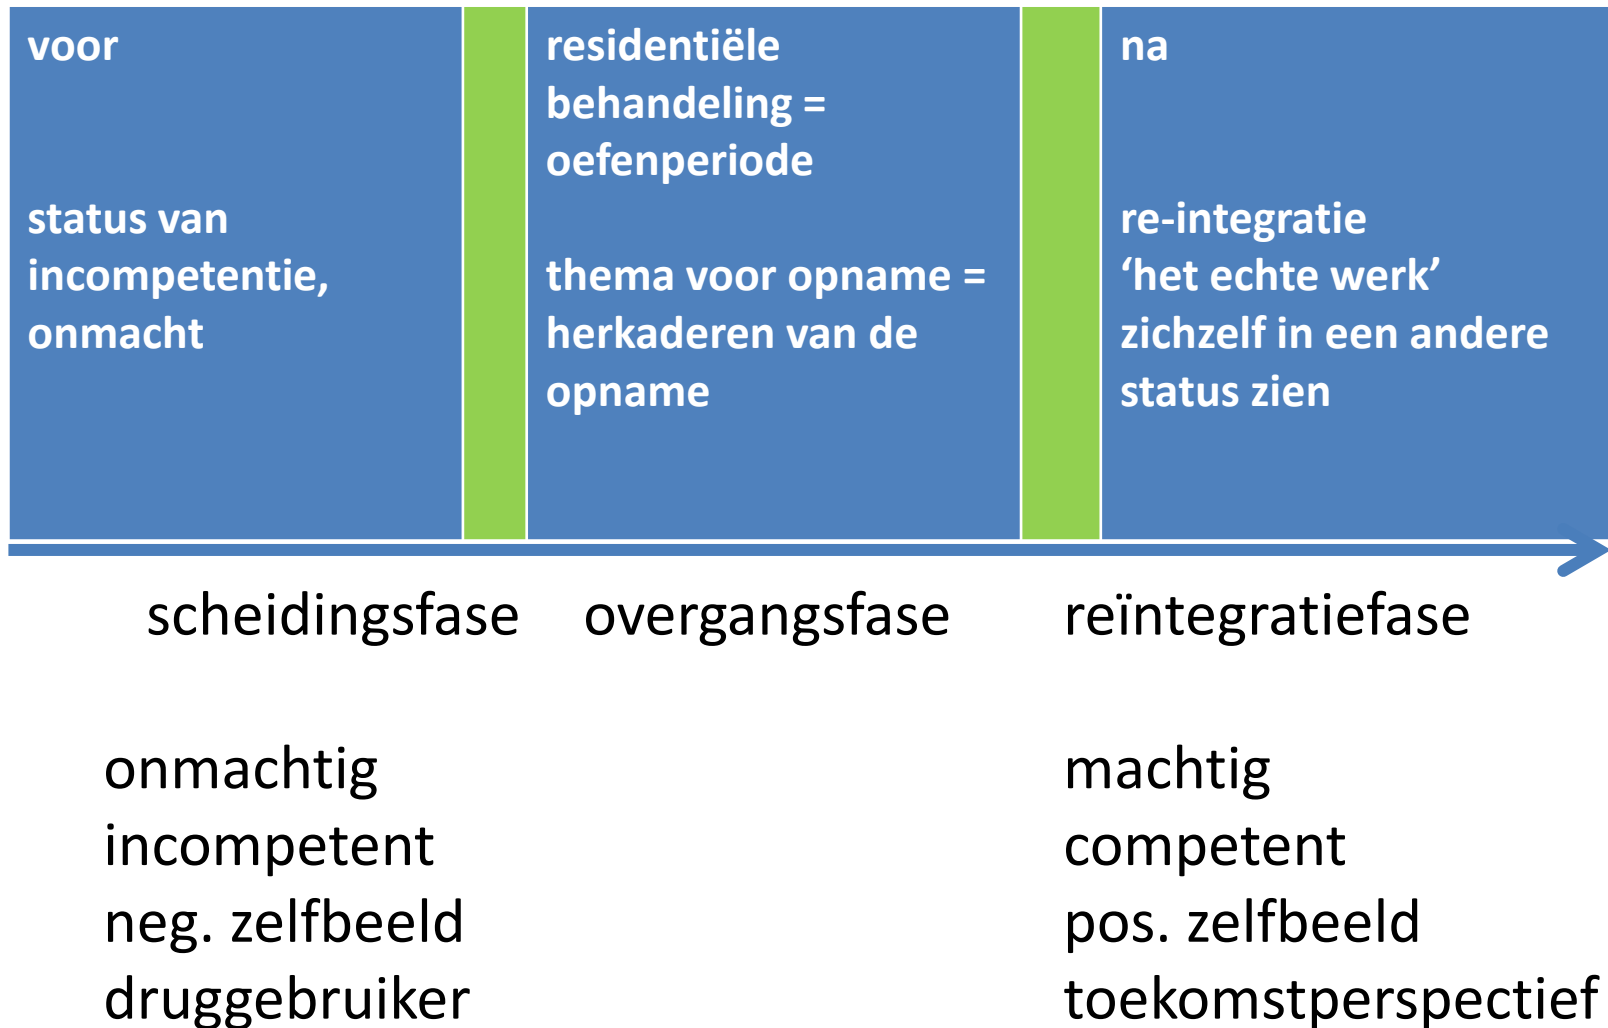 voor
status van
incompetentie,
onmacht
residentiële
behandeling =
oefenperiode
thema voor opname =
herkaderen van de
opname
na
re-integratie
‘het echte werk’
zichzelf in een andere
status zien
scheidingsfase
overgangsfase
reïntegratiefase
onmachtig
incompetent
neg. zelfbeeld
druggebruiker
machtig
competent
pos. zelfbeeld
toekomstperspectief